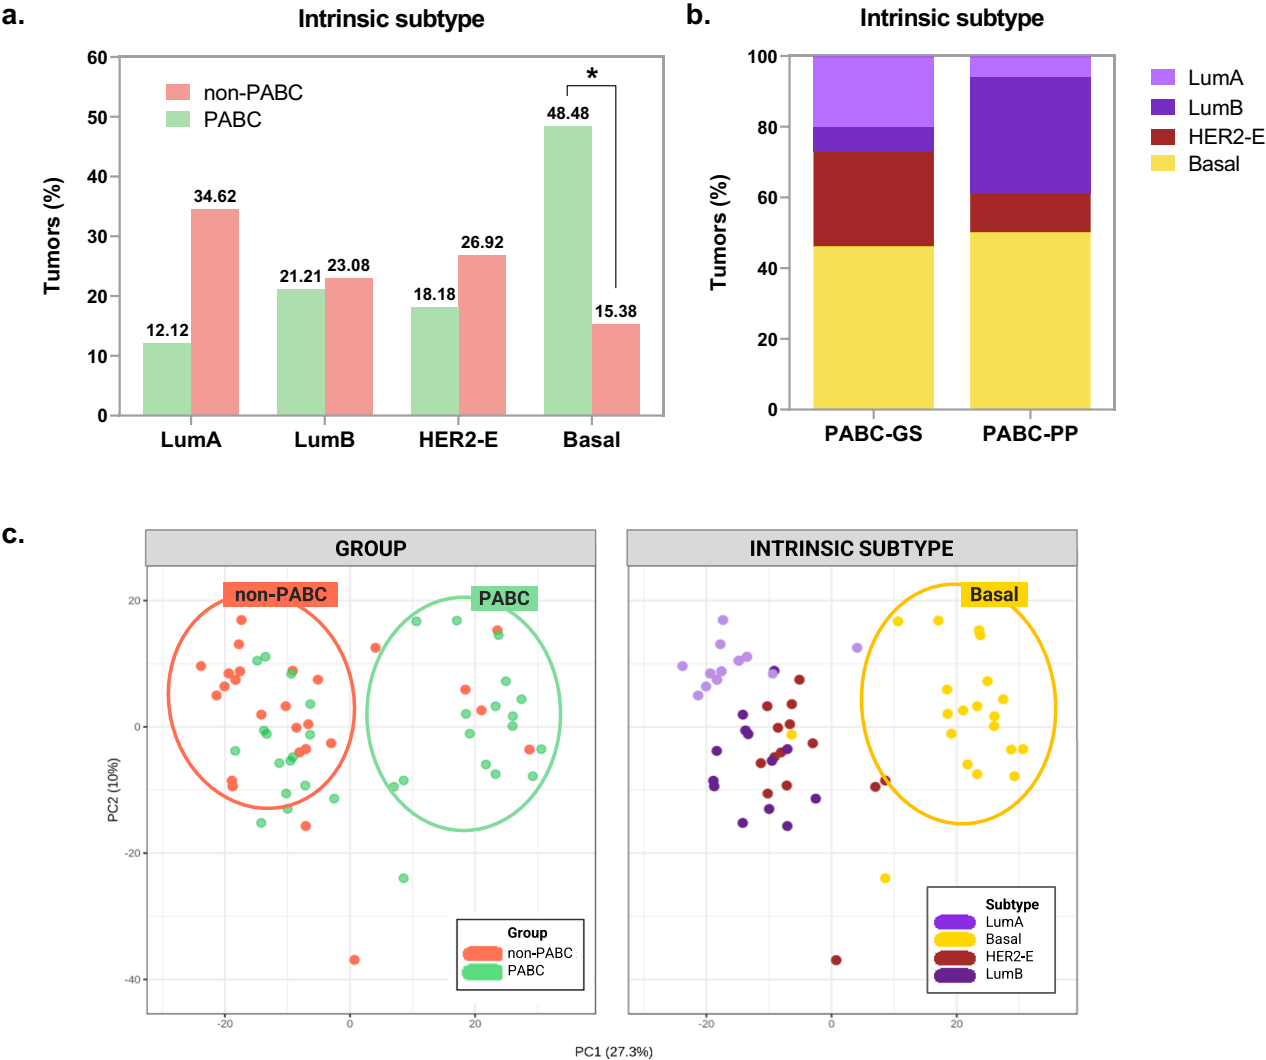 a.
Intrinsic subtype
Tumors (%)
60
50
40
30
20
10
0
non-PABC
PABC
*
12.12
34.62
21.21
23.08
18.18
26.92
48.48
15.38
LumA
LumB
HER2-E
Basal
b.
Intrinsic subtype
Tumors (%)
100
80
60
40
20
0
PABC-GS
PABC-PP
LumA
LumB
HER2-E
Basal
c.
GROUP
non-PABC
PABC
PC2 (10%)
20
0
-20
-40
Group
non-PABC
PABC
-20
0
20
INTRINSIC SUBTYPE
Basal
Subtype
LumA
Basal
HER2-E
LumB
-20
0
20
PC1 (27.3%)